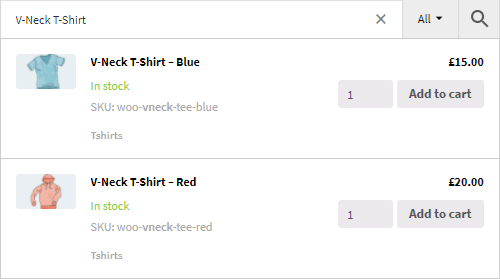 V-Neck T-Shirt × All
V-Neck T-Shirt – Blue £15.00
In stock
1 Add to cart
SKU: woo-vneck-tee-blue
Tshirts
V-Neck T-Shirt – Red £20.00
In stock
1 Add to cart
SKU: woo-vneck-tee-red
Tshirts